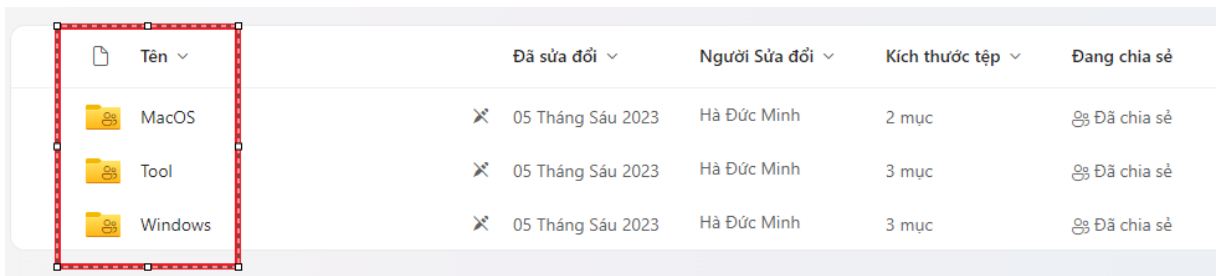 Tên Đã sửa đổi Người Sửa đổi Kích thước tệp Đang chia sẻ
MacOS 05 Tháng Sáu 2023 Hà Đức Minh 2 mục Đã chia sẻ
Tool 05 Tháng Sáu 2023 Hà Đức Minh 3 mục Đã chia sẻ
Windows 05 Tháng Sáu 2023 Hà Đức Minh 3 mục Đã chia sẻ